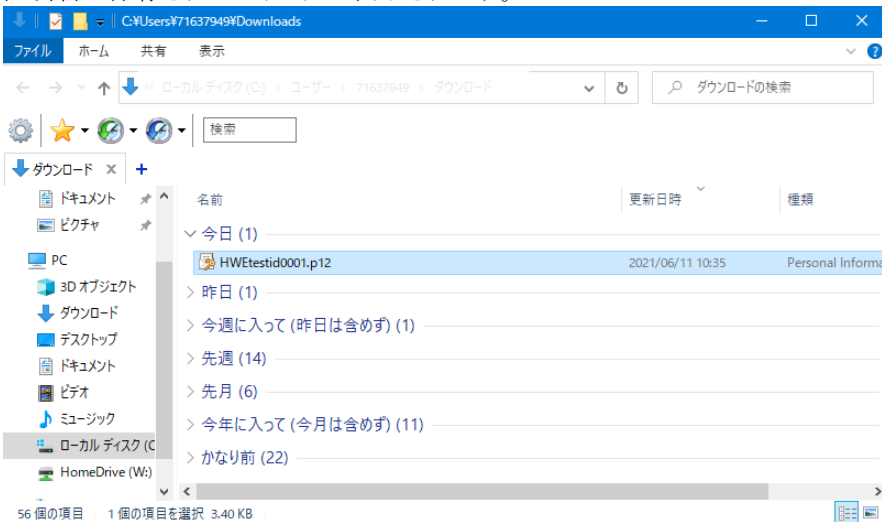 C:¥Users¥71637949¥Downloads
ファイル ホーム 共有 表示
« ローカル ディスク (C:) › ユーザー › 71637949 › ダウンロード ダウンロードの検索
検索
ダウンロード x +
ドキュメント
ピクチャ
PC
3D オブジェクト
ダウンロード
デスクトップ
ドキュメント
ビデオ
ミュージック
ローカル ディスク (C
HomeDrive (W:)
名前 更新日時 種類
今日 (1)
HWEtestid0001.p12 2021/06/11 10:35 Personal Informa
昨日 (1)
今週に入って (昨日は含めず) (1)
先週 (14)
先月 (6)
今年に入って (今月は含めず) (11)
かなり前 (22)
56 個の項目 1 個の項目を選択 3.40 KB